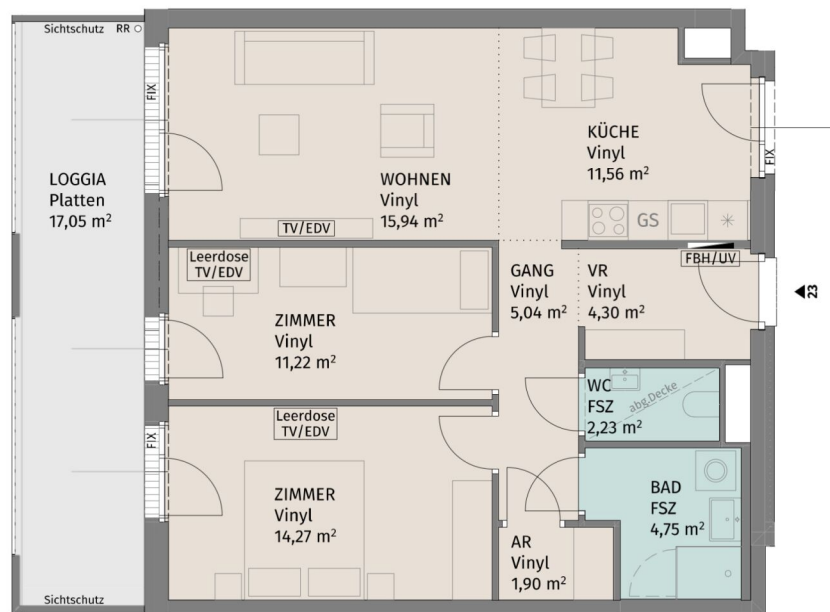 Sichtschutz RR
FIX
LOGGIA
Platten
17,05 m²
WOHNEN
Vinyl
15,94 m²
TV/EDV
KÜCHE
Vinyl
11,56 m²
FIX
GS
Leerdose
TV/EDV
ZIMMER
Vinyl
11,22 m²
GANG
Vinyl
5,04 m²
VR
Vinyl
4,30 m²
FBH/UV
23
WC
FSZ
2,23 m²
abg.Decke
FIX
Leerdose
TV/EDV
ZIMMER
Vinyl
14,27 m²
AR
Vinyl
1,90 m²
BAD
FSZ
4,75 m²
Sichtschutz